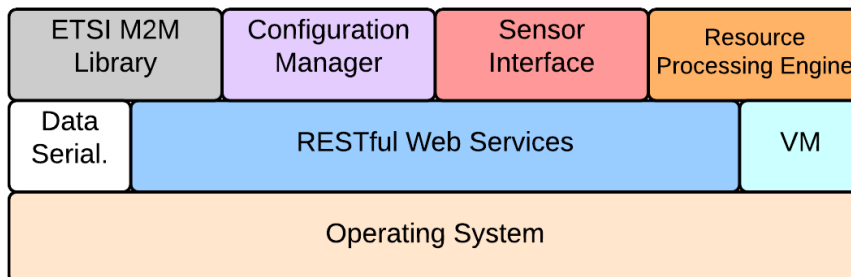 ETSI M2M
Library
Configuration
Manager
Sensor
Interface
Resource
Processing Engine
Data
Serial.
RESTful Web Services
VM
Operating System